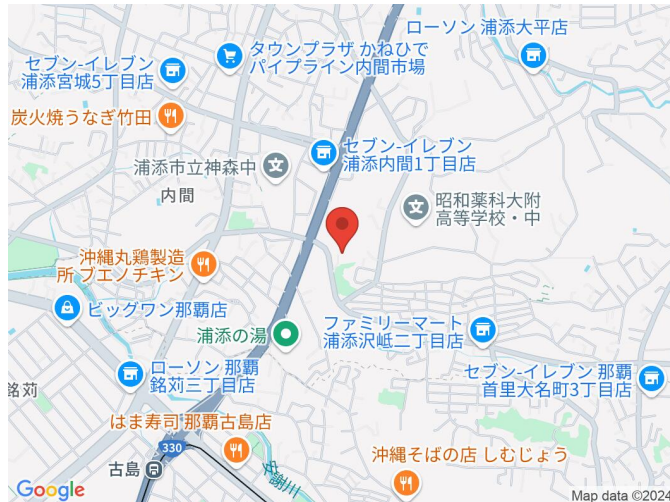 ローソン 浦添大平店
タウンプラザ かねひで
パイプライン内間市場
セブン-イレブン
浦添宮城5丁目店
炭火焼うなぎ竹田
セブン-イレブン
浦添内間1丁目店
浦添市立神森中
内間
昭和薬科大附
高等学校・中
沖縄丸鶏製造
所 ブエノチキン
ビッグワン那覇店
浦添の湯
ファミリーマート
浦添沢岻二丁目店
ローソン 那覇
銘苅三丁目店
セブン-イレブン 那覇
首里大名町3丁目店
銘苅
はま寿司 那覇古島店
330
古島
安謝川
沖縄そばの店 しむじょう
Google
Map data ©2024